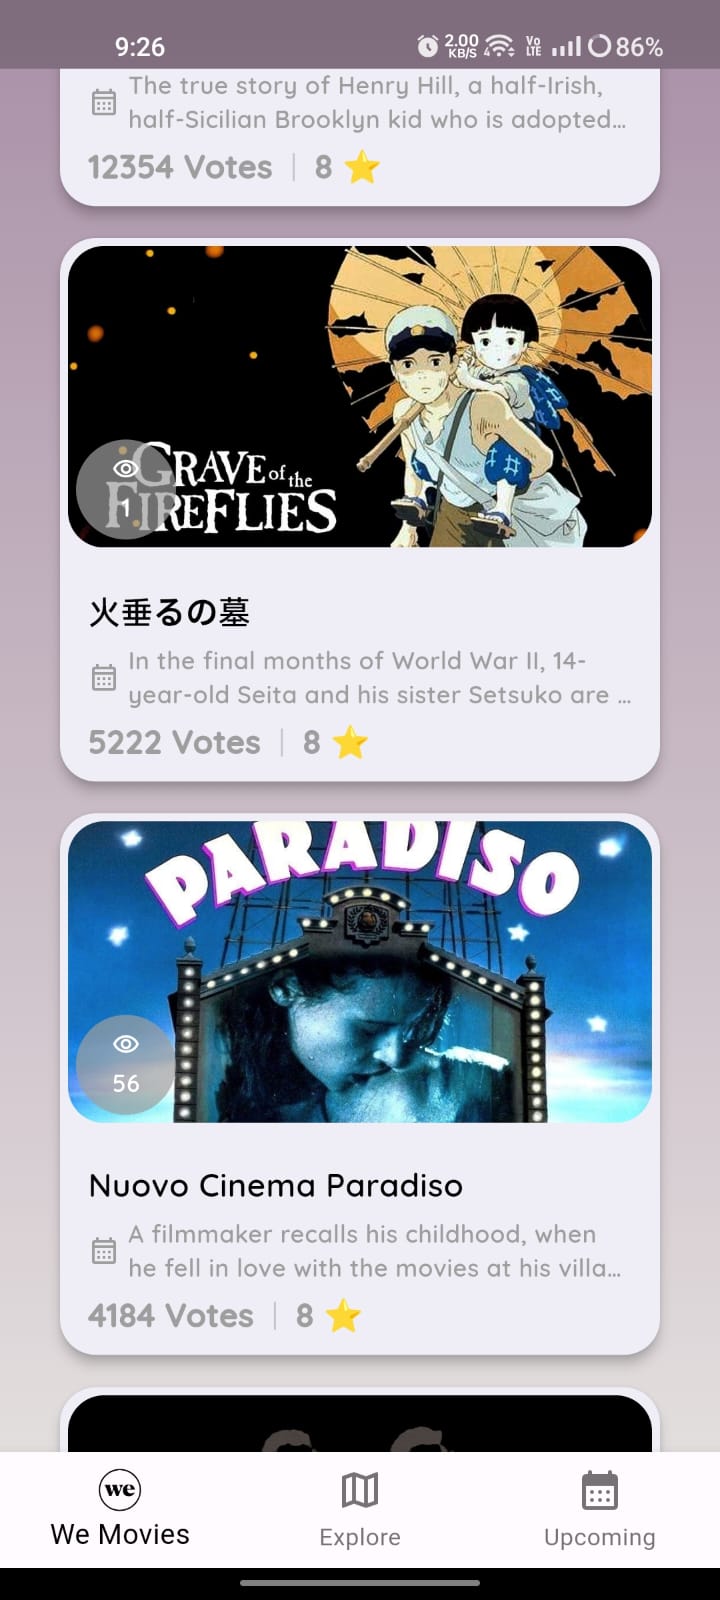 9:26
2.00
KB/S
4
Vo
LTE
86%
The true story of Henry Hill, a half-Irish,
half-Sicilian Brooklyn kid who is adopted...
12354 Votes | 8 ⭐
GRAVE of the
FIREFLIES
1
火垂るの墓
In the final months of World War II, 14-
year-old Seita and his sister Setsuko are ...
5222 Votes | 8 ⭐
PARADISO
56
Nuovo Cinema Paradiso
A filmmaker recalls his childhood, when
he fell in love with the movies at his villa...
4184 Votes | 8 ⭐
we
We Movies
Explore
Upcoming